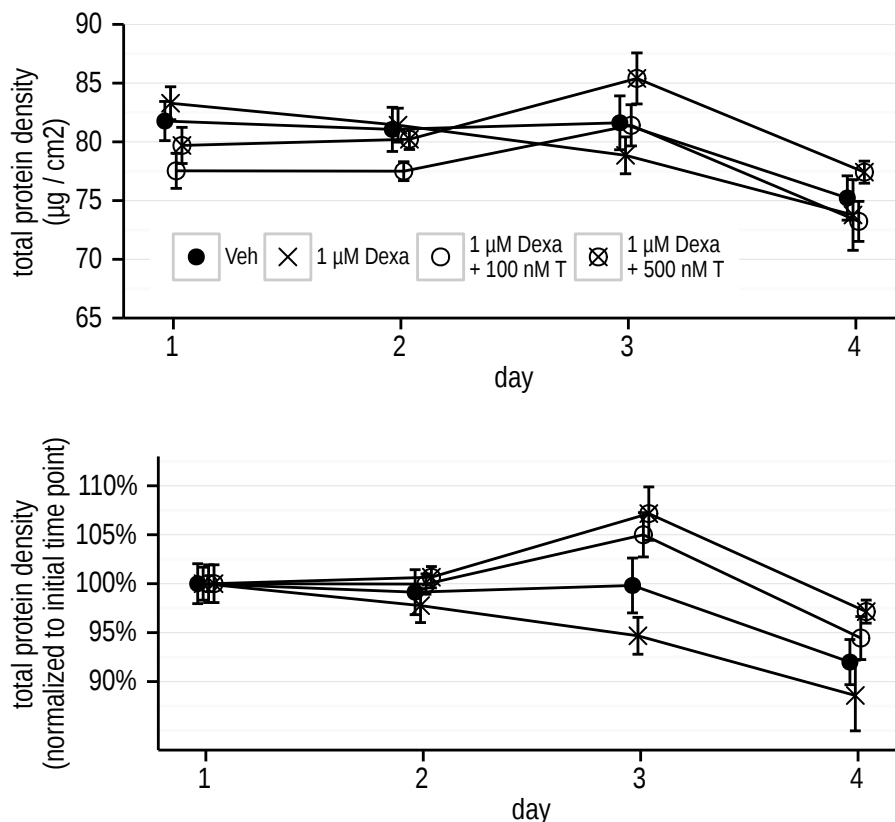 total protein density
(µg / cm2)
90
85
80
75
70
65
Veh
1 µM Dexa
1 µM Dexa
+ 100 nM T
1 µM Dexa
+ 500 nM T
1
2
3
4
day
total protein density
(normalized to initial time point)
110%
105%
100%
95%
90%
1
2
3
4
day